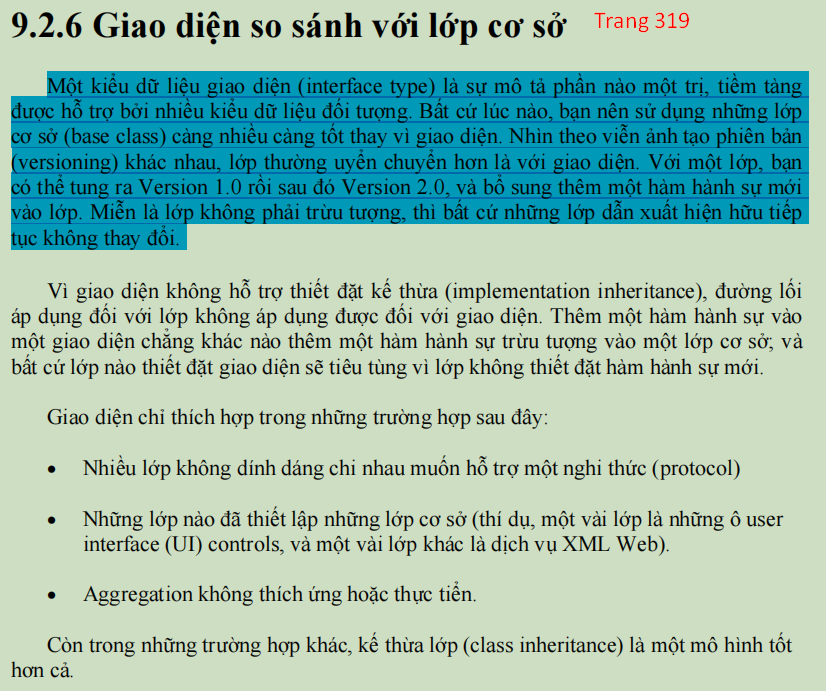 9.2.6 Giao diện so sánh với lớp cơ sở Trang 319
Một kiểu dữ liệu giao diện (interface type) là sự mô tả phần nào một trị, tiềm tàng
được hỗ trợ bởi nhiều kiểu dữ liệu đối tượng. Bất cứ lúc nào, bạn nên sử dụng những lớp
cơ sở (base class) càng nhiều càng tốt thay vì giao diện. Nhìn theo viễn ảnh tạo phiên bản
(versioning) khác nhau, lớp thường uyển chuyển hơn là với giao diện. Với một lớp, bạn
có thể tung ra Version 1.0 rồi sau đó Version 2.0, và bổ sung thêm một hàm hành sự mới
vào lớp. Miễn là lớp không phải trừu tượng, thì bất cứ những lớp dẫn xuất hiện hữu tiếp
tục không thay đổi.
Vì giao diện không hỗ trợ thiết đặt kế thừa (implementation inheritance), đường lối
áp dụng đối với lớp không áp dụng được đối với giao diện. Thêm một hàm hành sự vào
một giao diện chẳng khác nào thêm một hàm hành sự trừu tượng vào một lớp cơ sở; và
bất cứ lớp nào thiết đặt giao diện sẽ tiêu tùng vì lớp không thiết đặt hàm hành sự mới.
Giao diện chỉ thích hợp trong những trường hợp sau đây:
• Nhiều lớp không dính dáng chi nhau muốn hỗ trợ một nghi thức (protocol)
• Những lớp nào đã thiết lập những lớp cơ sở (thí dụ, một vài lớp là những ô user
interface (UI) controls, và một vài lớp khác là dịch vụ XML Web).
• Aggregation không thích ứng hoặc thực tiển.
Còn trong những trường hợp khác, kế thừa lớp (class inheritance) là một mô hình tốt
hơn cả.